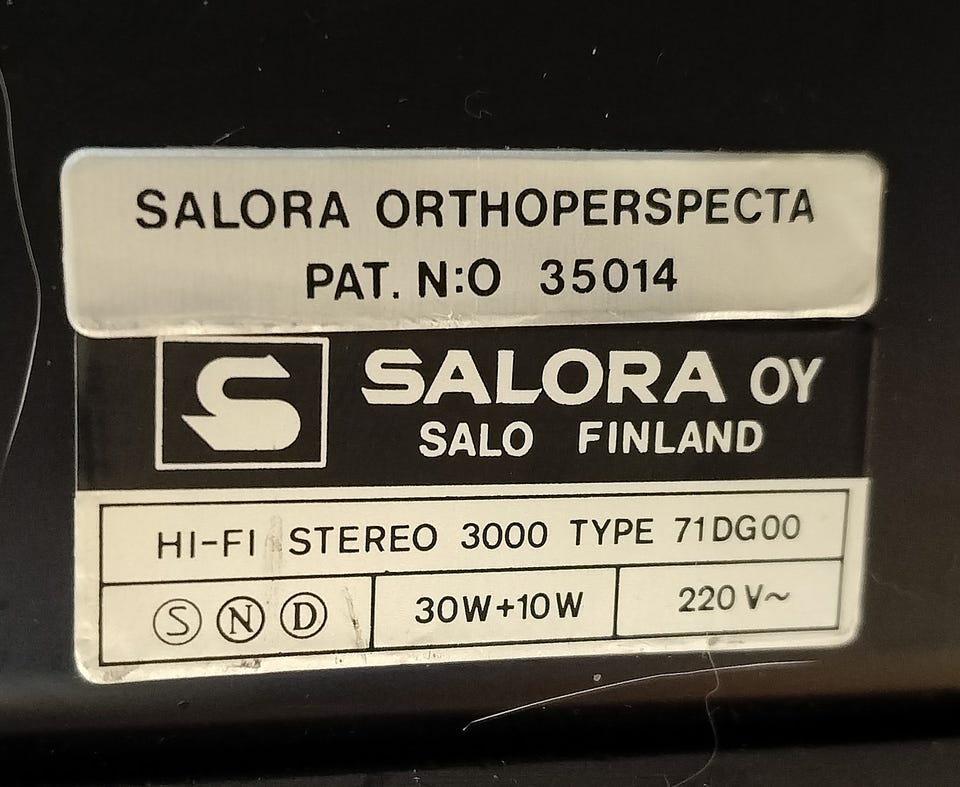 SALORA ORTHOPERSPECTA
PAT. N:O 35014
S SALORA OY
SALO FINLAND
HI-FI STEREO 3000 TYPE 71DG00
S N D 30W+10W 220 V~